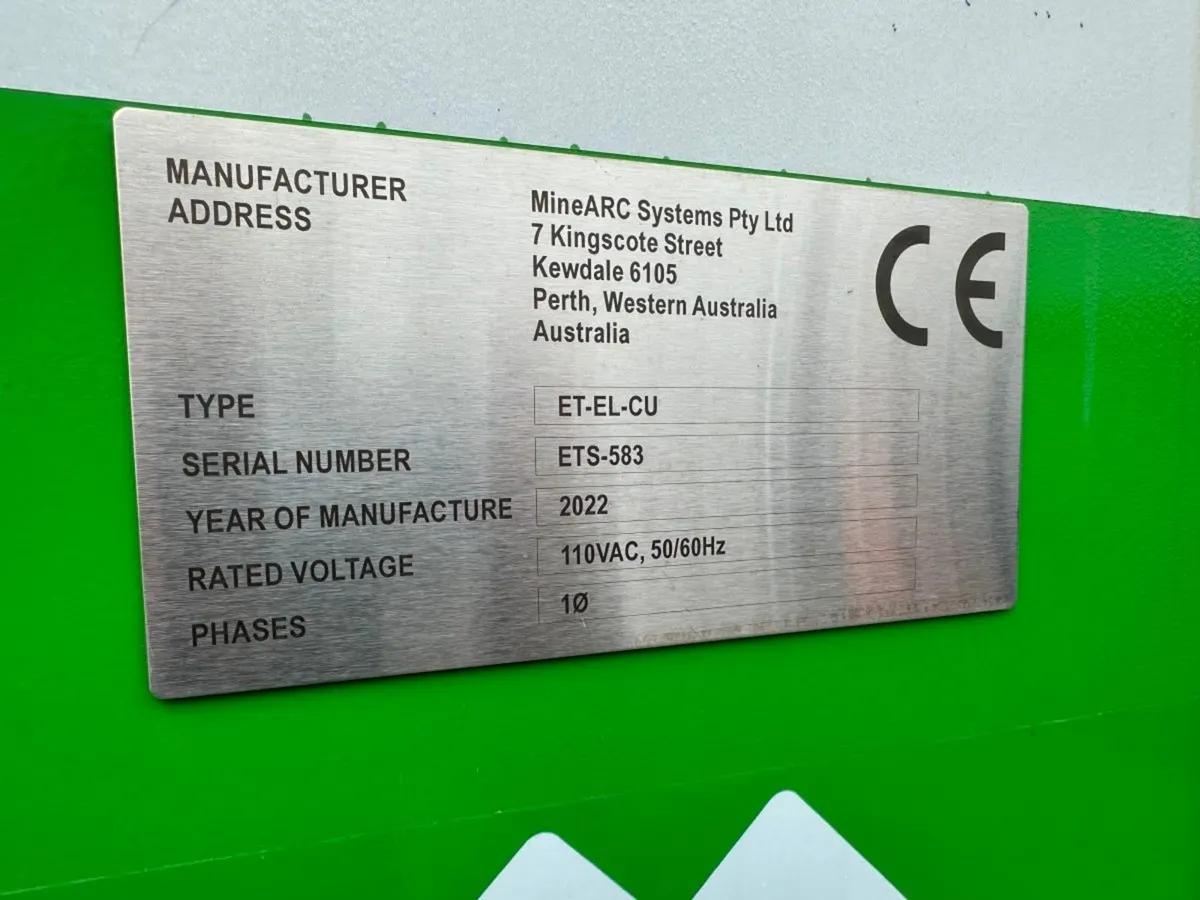 MANUFACTURER
ADDRESS
MineARC Systems Pty Ltd
7 Kingscote Street
Kewdale 6105
Perth, Western Australia
Australia
CE
TYPE ET-EL-CU
SERIAL NUMBER ETS-583
YEAR OF MANUFACTURE 2022
RATED VOLTAGE 110VAC, 50/60Hz
PHASES 1Ø